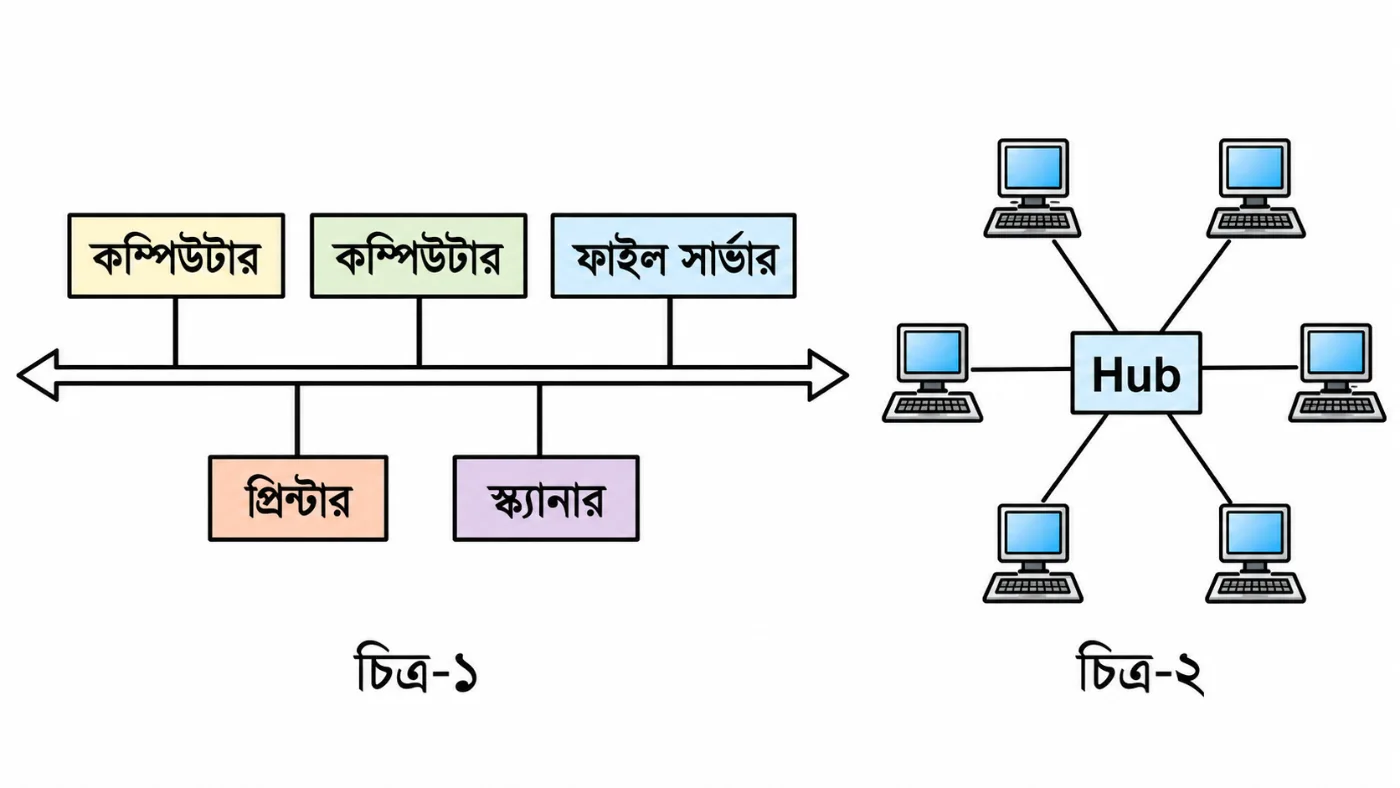 কম্পিউটার
কম্পিউটার
ফাইল সার্ভার
প্রিন্টার
স্ক্যানার
চিত্র-১
Hub
চিত্র-২